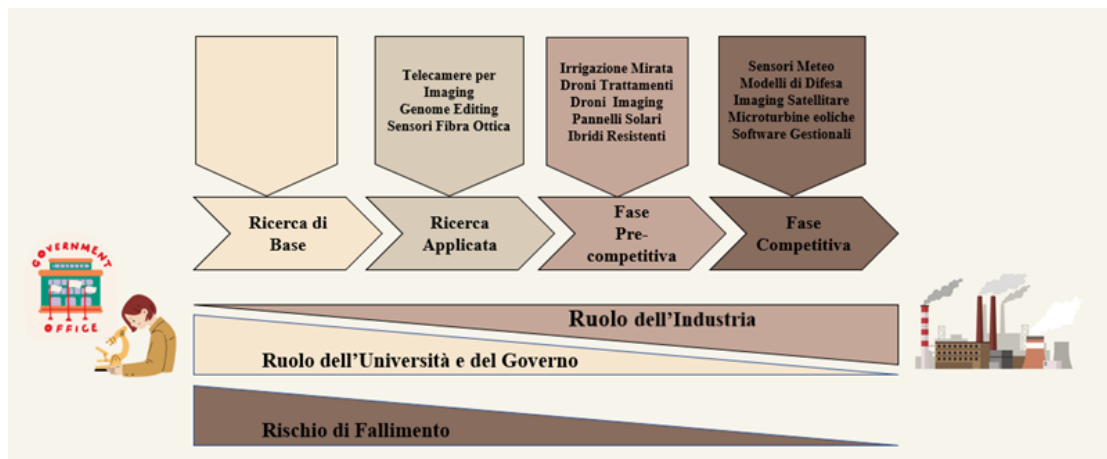 Telecamere per
Imaging
Genome Editing
Sensori Fibra Ottica
Irrigazione Mirata
Droni Trattamenti
Droni Imaging
Pannelli Solari
Ibridi Resistenti
Sensori Meteo
Modelli di Difesa
Imaging Satellitare
Microturbine eoliche
Software Gestionali
Ricerca di
Base
Ricerca
Applicata
Fase
Pre-
competitiva
Fase
Competitiva
GOVERNMENT
OFFICE
Ruolo dell'Industria
Ruolo dell'Università e del Governo
Rischio di Fallimento